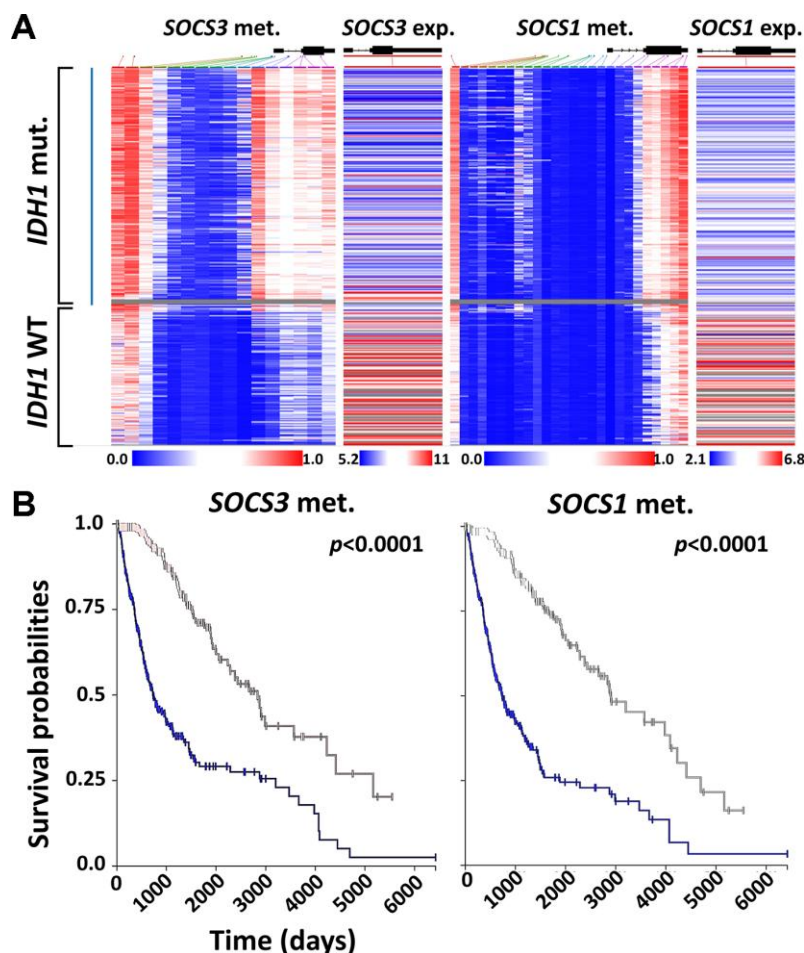 A
SOCS3 met. SOCS3 exp. SOCS1 met. SOCS1 exp.
IDH1 mut.
IDH1 WT
0.0 1.0 5.2 11 0.0 1.0 2.1 6.8
B
SOCS3 met. SOCS1 met.
p<0.0001 p<0.0001
Survival probabilities
1.0
0.75
0.5
0.25
0.0
0 1000 2000 3000 4000 5000 6000 0 1000 2000 3000 4000 5000 6000
Time (days)